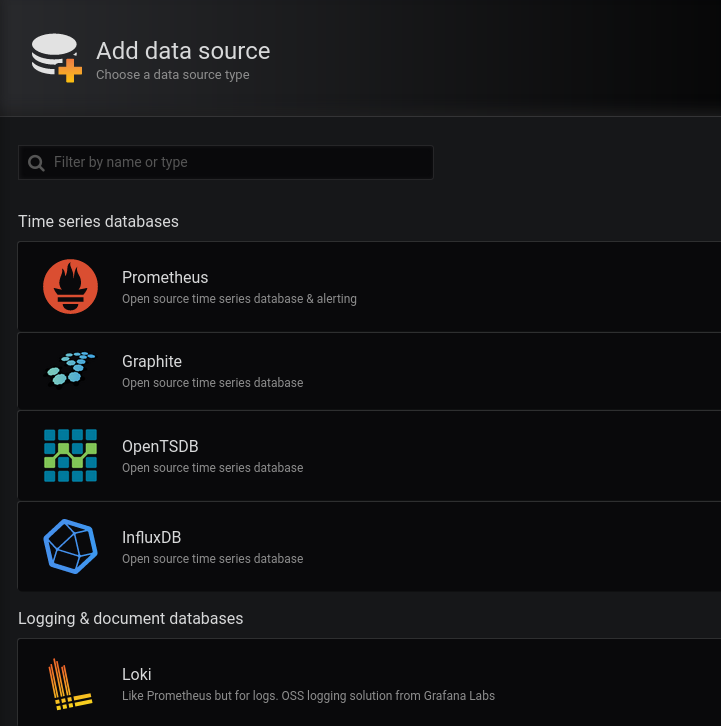 Add data source
Choose a data source type
Filter by name or type
Time series databases
Prometheus
Open source time series database & alerting
Graphite
Open source time series database
OpenTSDB
Open source time series database
InfluxDB
Open source time series database
Logging & document databases
Loki
Like Prometheus but for logs. OSS logging solution from Grafana Labs